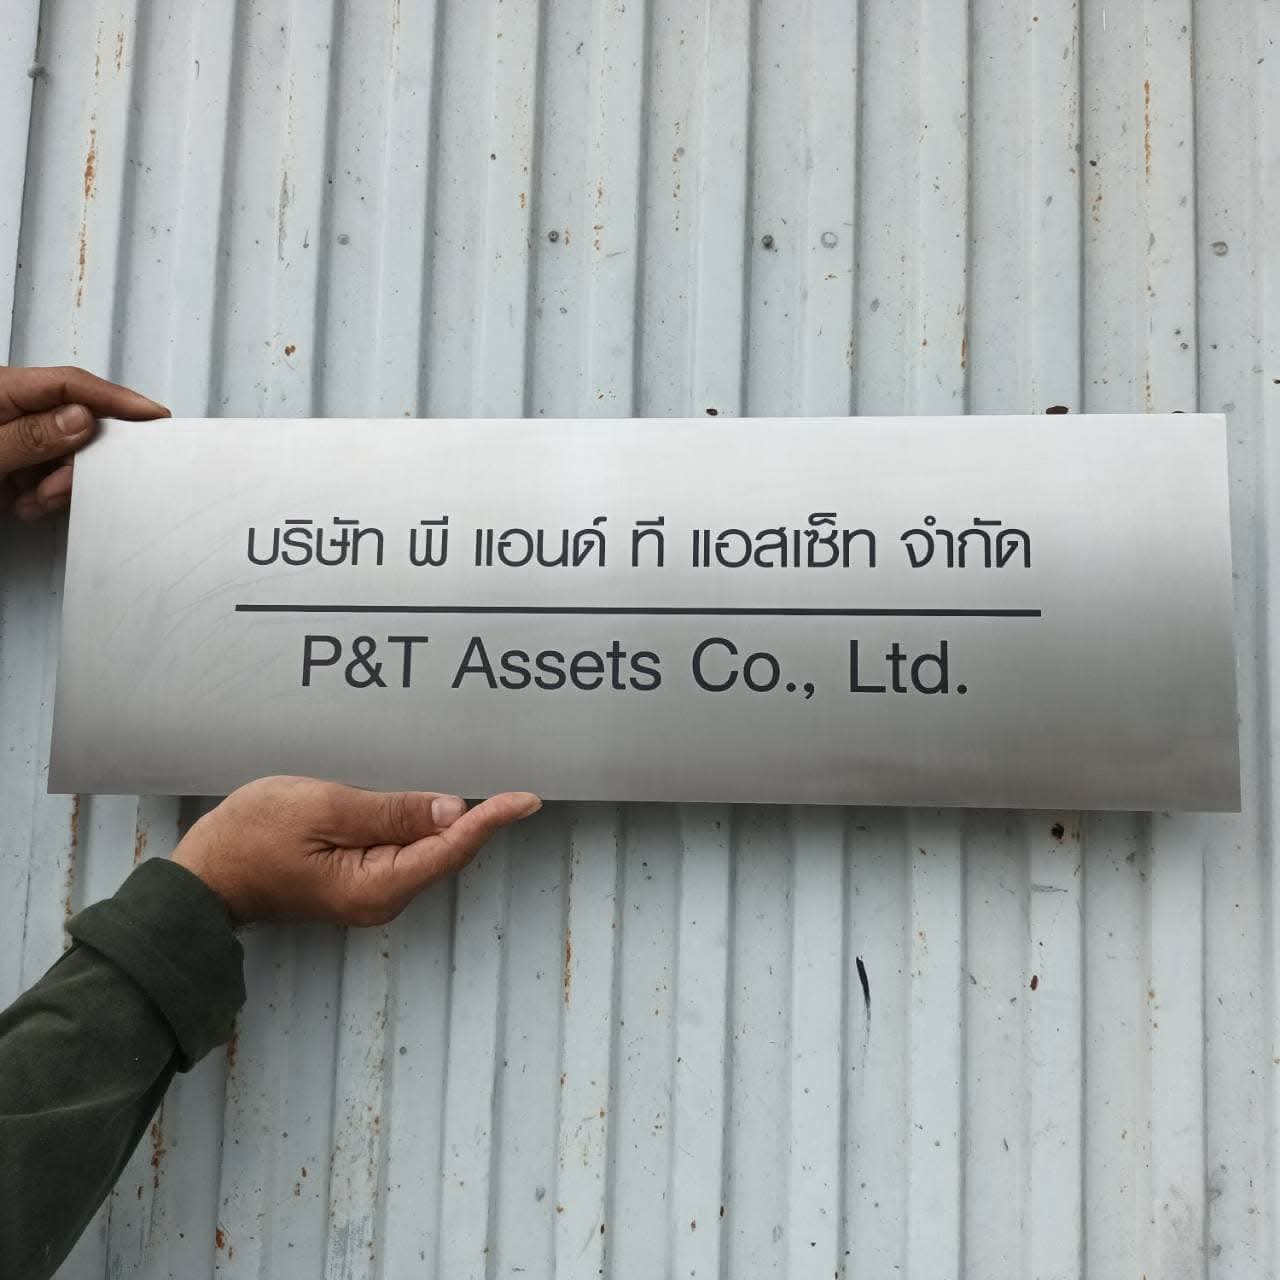 บริษัท พี แอนด์ ที แอสเซ็ท จำกัด
P&T Assets Co., Ltd.